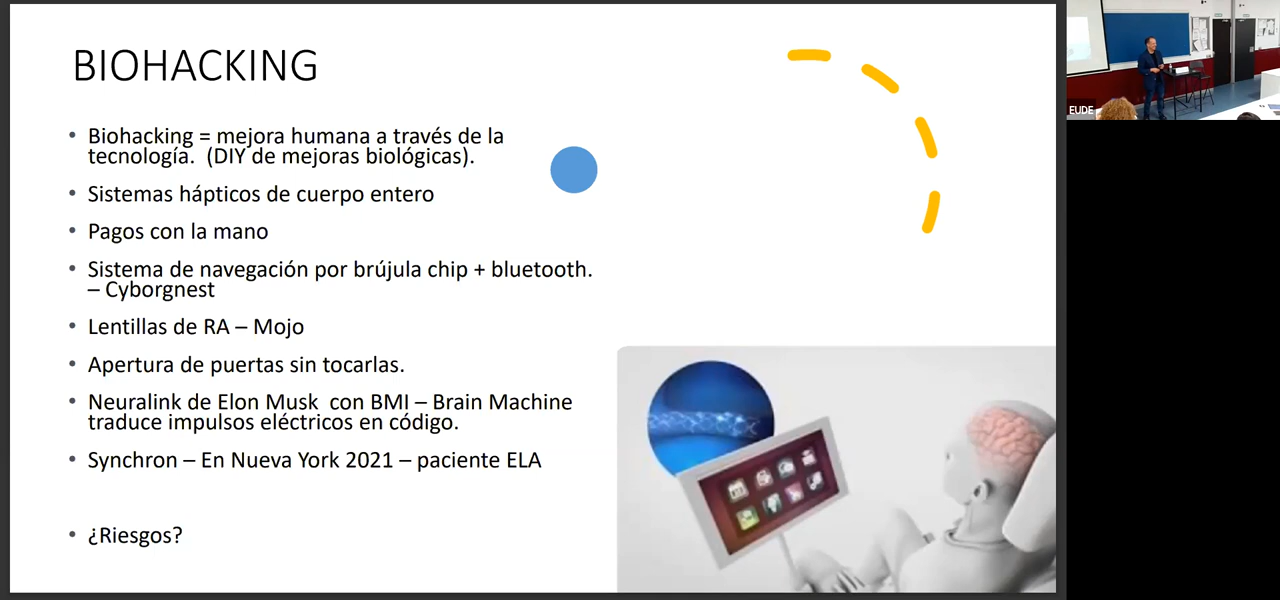 BIOHACKING
• Biohacking = mejora humana a través de la
tecnología. (DIY de mejoras biológicas).
• Sistemas hápticos de cuerpo entero
• Pagos con la mano
• Sistema de navegación por brújula chip + bluetooth.
– Cyborgnest
• Lentillas de RA – Mojo
• Apertura de puertas sin tocarlas.
• Neuralink de Elon Musk con BMI – Brain Machine
traduce impulsos eléctricos en código.
• Synchron – En Nueva York 2021 – paciente ELA
• ¿Riesgos?
EUDE